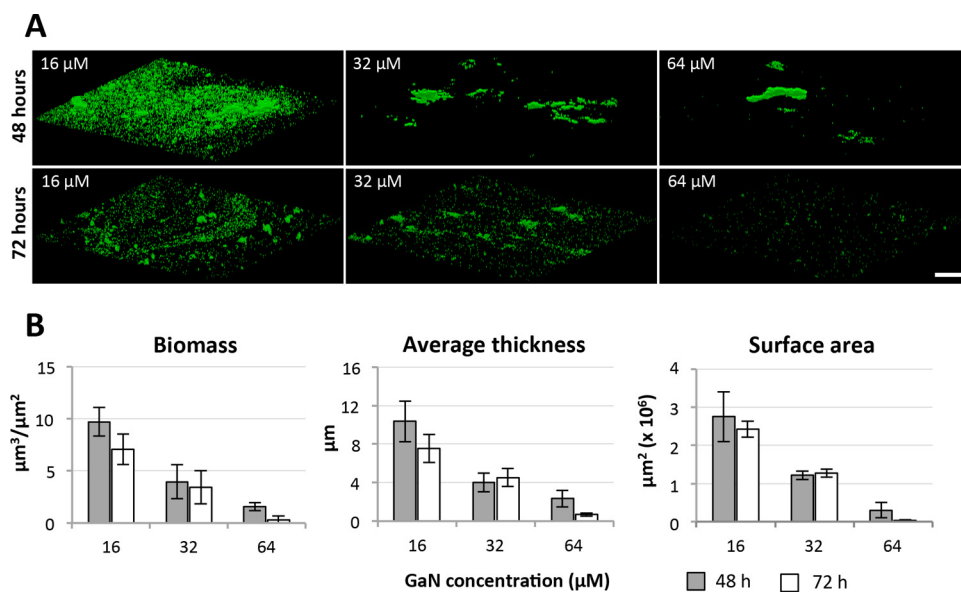 A
48 hours
16 µM
32 µM
64 µM
72 hours
16 µM
32 µM
64 µM
B
Biomass
µm³/µm²
15
10
5
0
16
32
64
Average thickness
µm
16
12
8
4
0
16
32
64
Surface area
µm² (x 10⁶)
4
3
2
1
0
16
32
64
GaN concentration (µM)
48 h
72 h